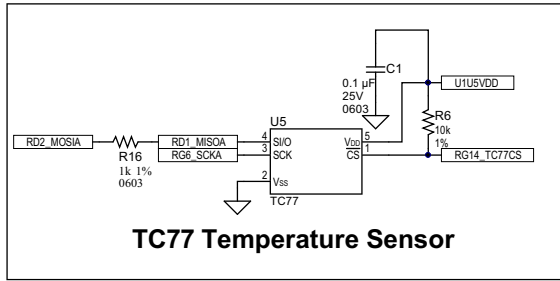 C1
0.1 µF
25V
0603
U1U5VDD
U5
R6
10k
1%
RD2_MOSIA
RD1_MISOA
4 SI/O
VDD 5
RG6_SCKA
3 SCK
CS 1
RG14_TC77CS
R16
1k 1%
0603
2 VSS
TC77
TC77 Temperature Sensor